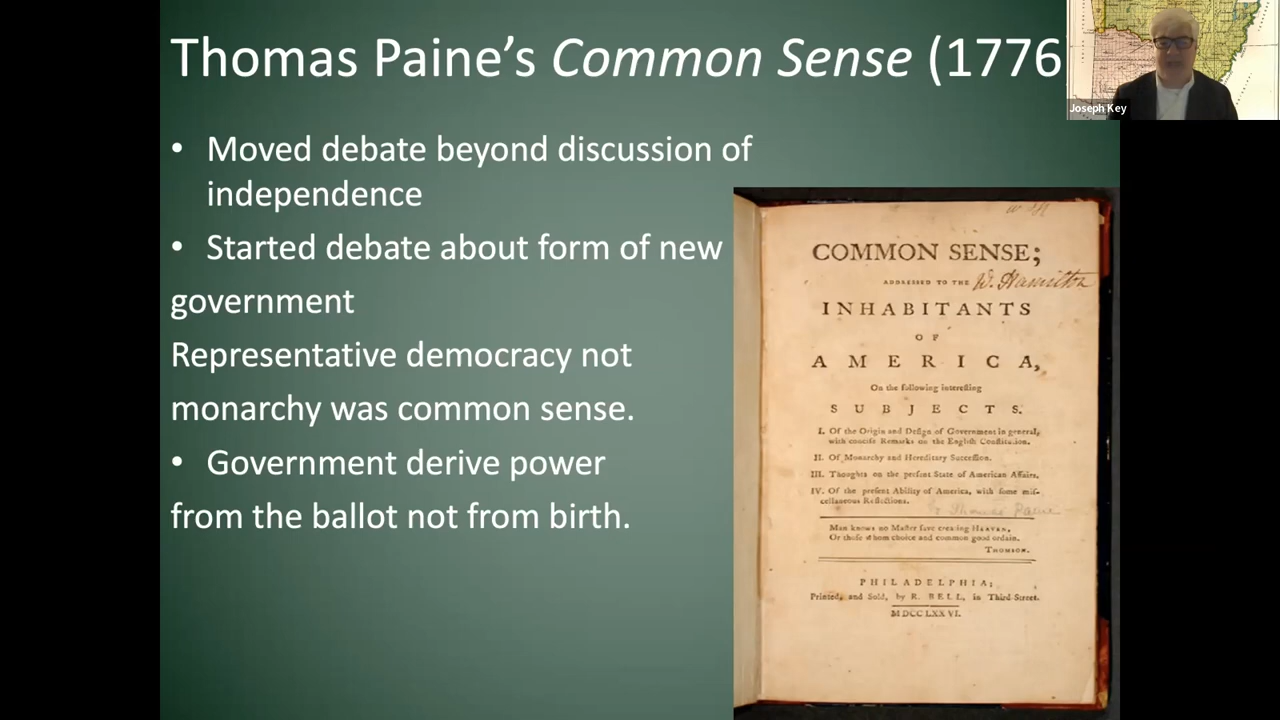 Thomas Paine’s Common Sense (1776
Joseph Key
• Moved debate beyond discussion of
independence
• Started debate about form of new
government
Representative democracy not
monarchy was common sense.
• Government derive power
from the ballot not from birth.
COMMON SENSE;
ADDRESSED TO THE W. Hamilton
INHABITANTS
OF
AMERICA,
On the following interesting
SUBJECTS.
I. Of the Origin and Design of Government in general,
with concise Remarks on the English Constitution.
II. Of Monarchy and Hereditary Succession.
III. Thoughts on the present State of American Affairs.
IV. Of the present Ability of America, with some mis-
cellaneous Reflections.
Thomas Paine
Man knows no Master save creating HEAVEN,
Or those whom choice and common good ordain.
THOMSON.
PHILADELPHIA;
Printed, and Sold, by R. BELL, in Third-Street.
MDCCLXXVI.